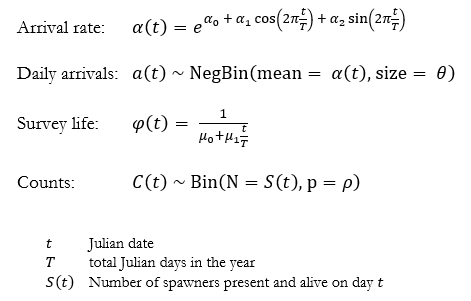 Arrival rate: α(t) = e^{α₀ + α₁ cos(2π t/T) + α₂ sin(2π t/T)}
Daily arrivals: a(t) ~ NegBin(mean = α(t), size = θ)
Survey life: φ(t) = 1/(μ₀+μ₁ t/T)
Counts: C(t) ~ Bin(N = S(t), p = ρ)
t Julian date
T total Julian days in the year
S(t) Number of spawners present and alive on day t